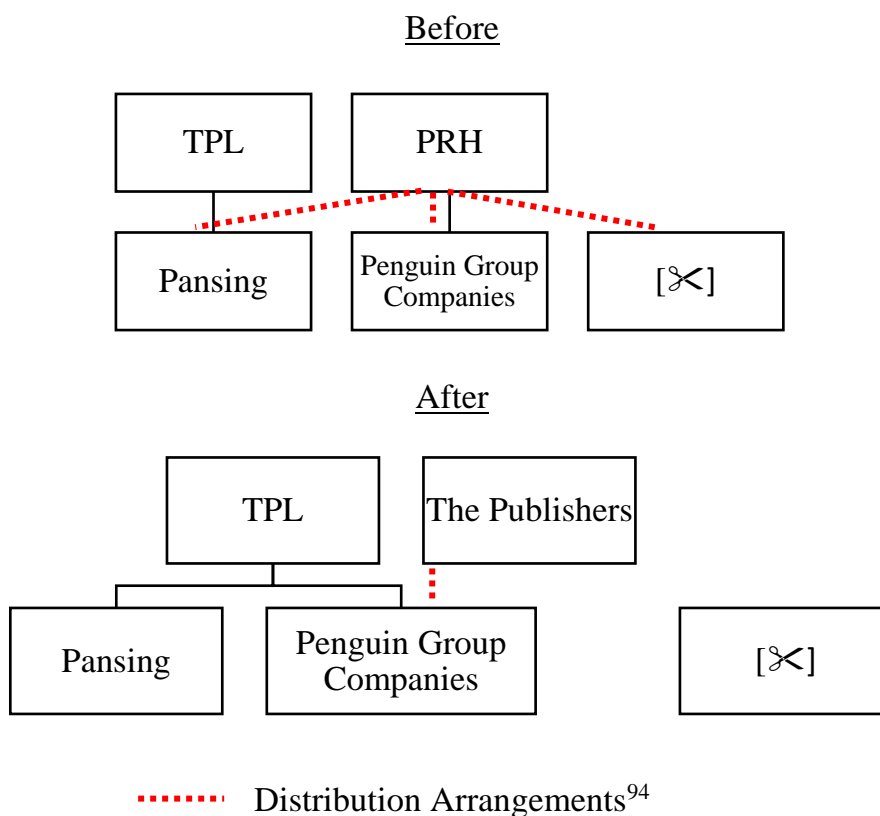 Before
TPL
PRH
Pansing
Penguin Group
Companies
[✂]
After
TPL
The Publishers
Pansing
Penguin Group
Companies
[✂]
Distribution Arrangements⁹⁴